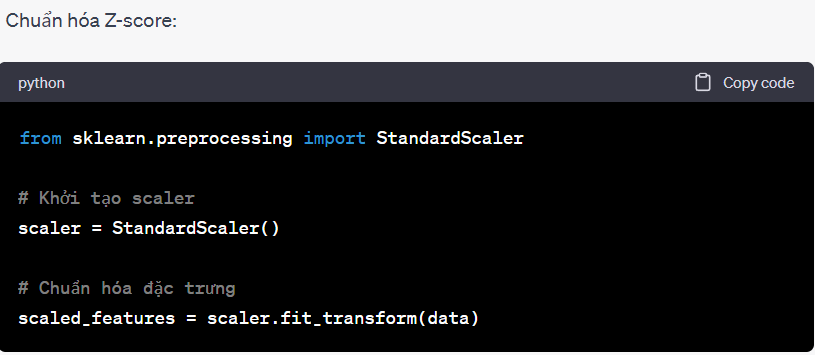 Chuẩn hóa Z-score:
python
Copy code
from sklearn.preprocessing import StandardScaler
# Khởi tạo scaler
scaler = StandardScaler()
# Chuẩn hóa đặc trưng
scaled_features = scaler.fit_transform(data)